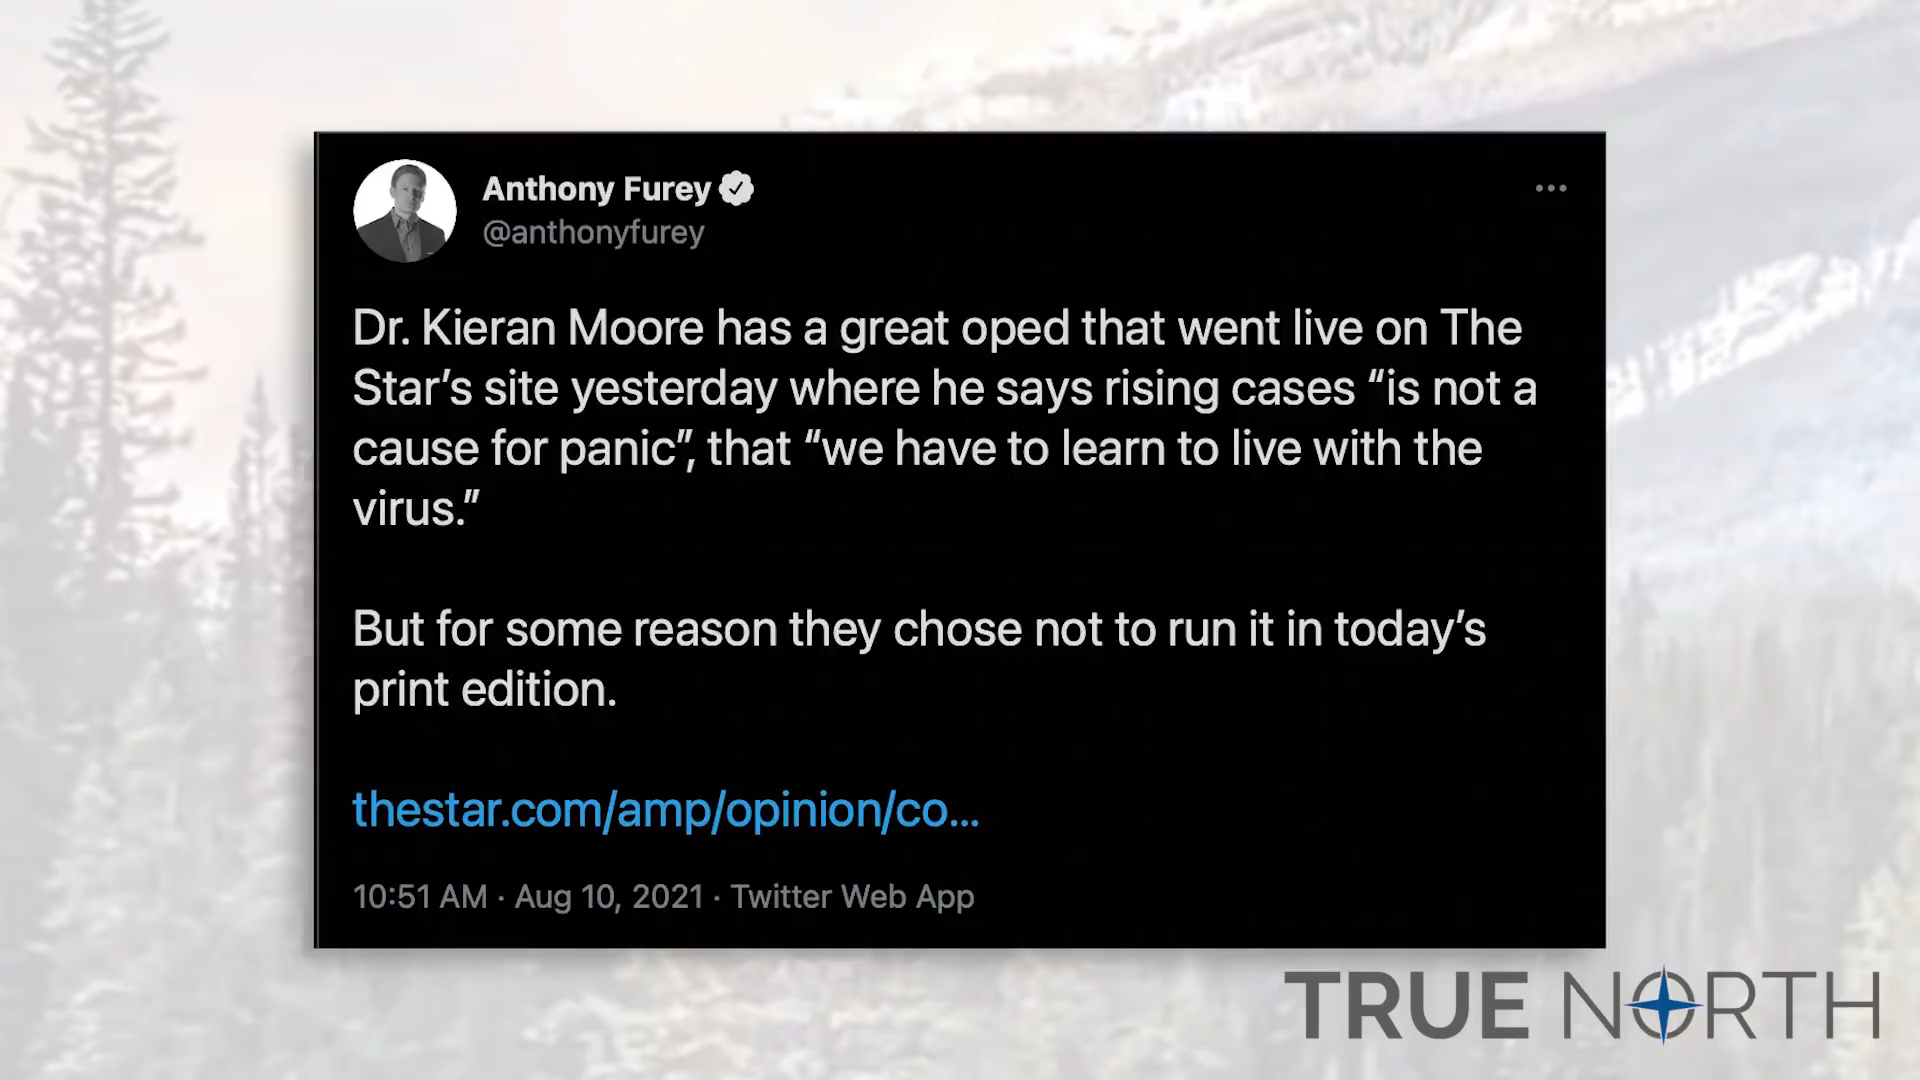 Anthony Furey
@anthonyfurey
Dr. Kieran Moore has a great oped that went live on The
Star’s site yesterday where he says rising cases “is not a
cause for panic”, that “we have to learn to live with the
virus.”
But for some reason they chose not to run it in today’s
print edition.
thestar.com/amp/opinion/co...
10:51 AM · Aug 10, 2021 · Twitter Web App
TRUE NORTH